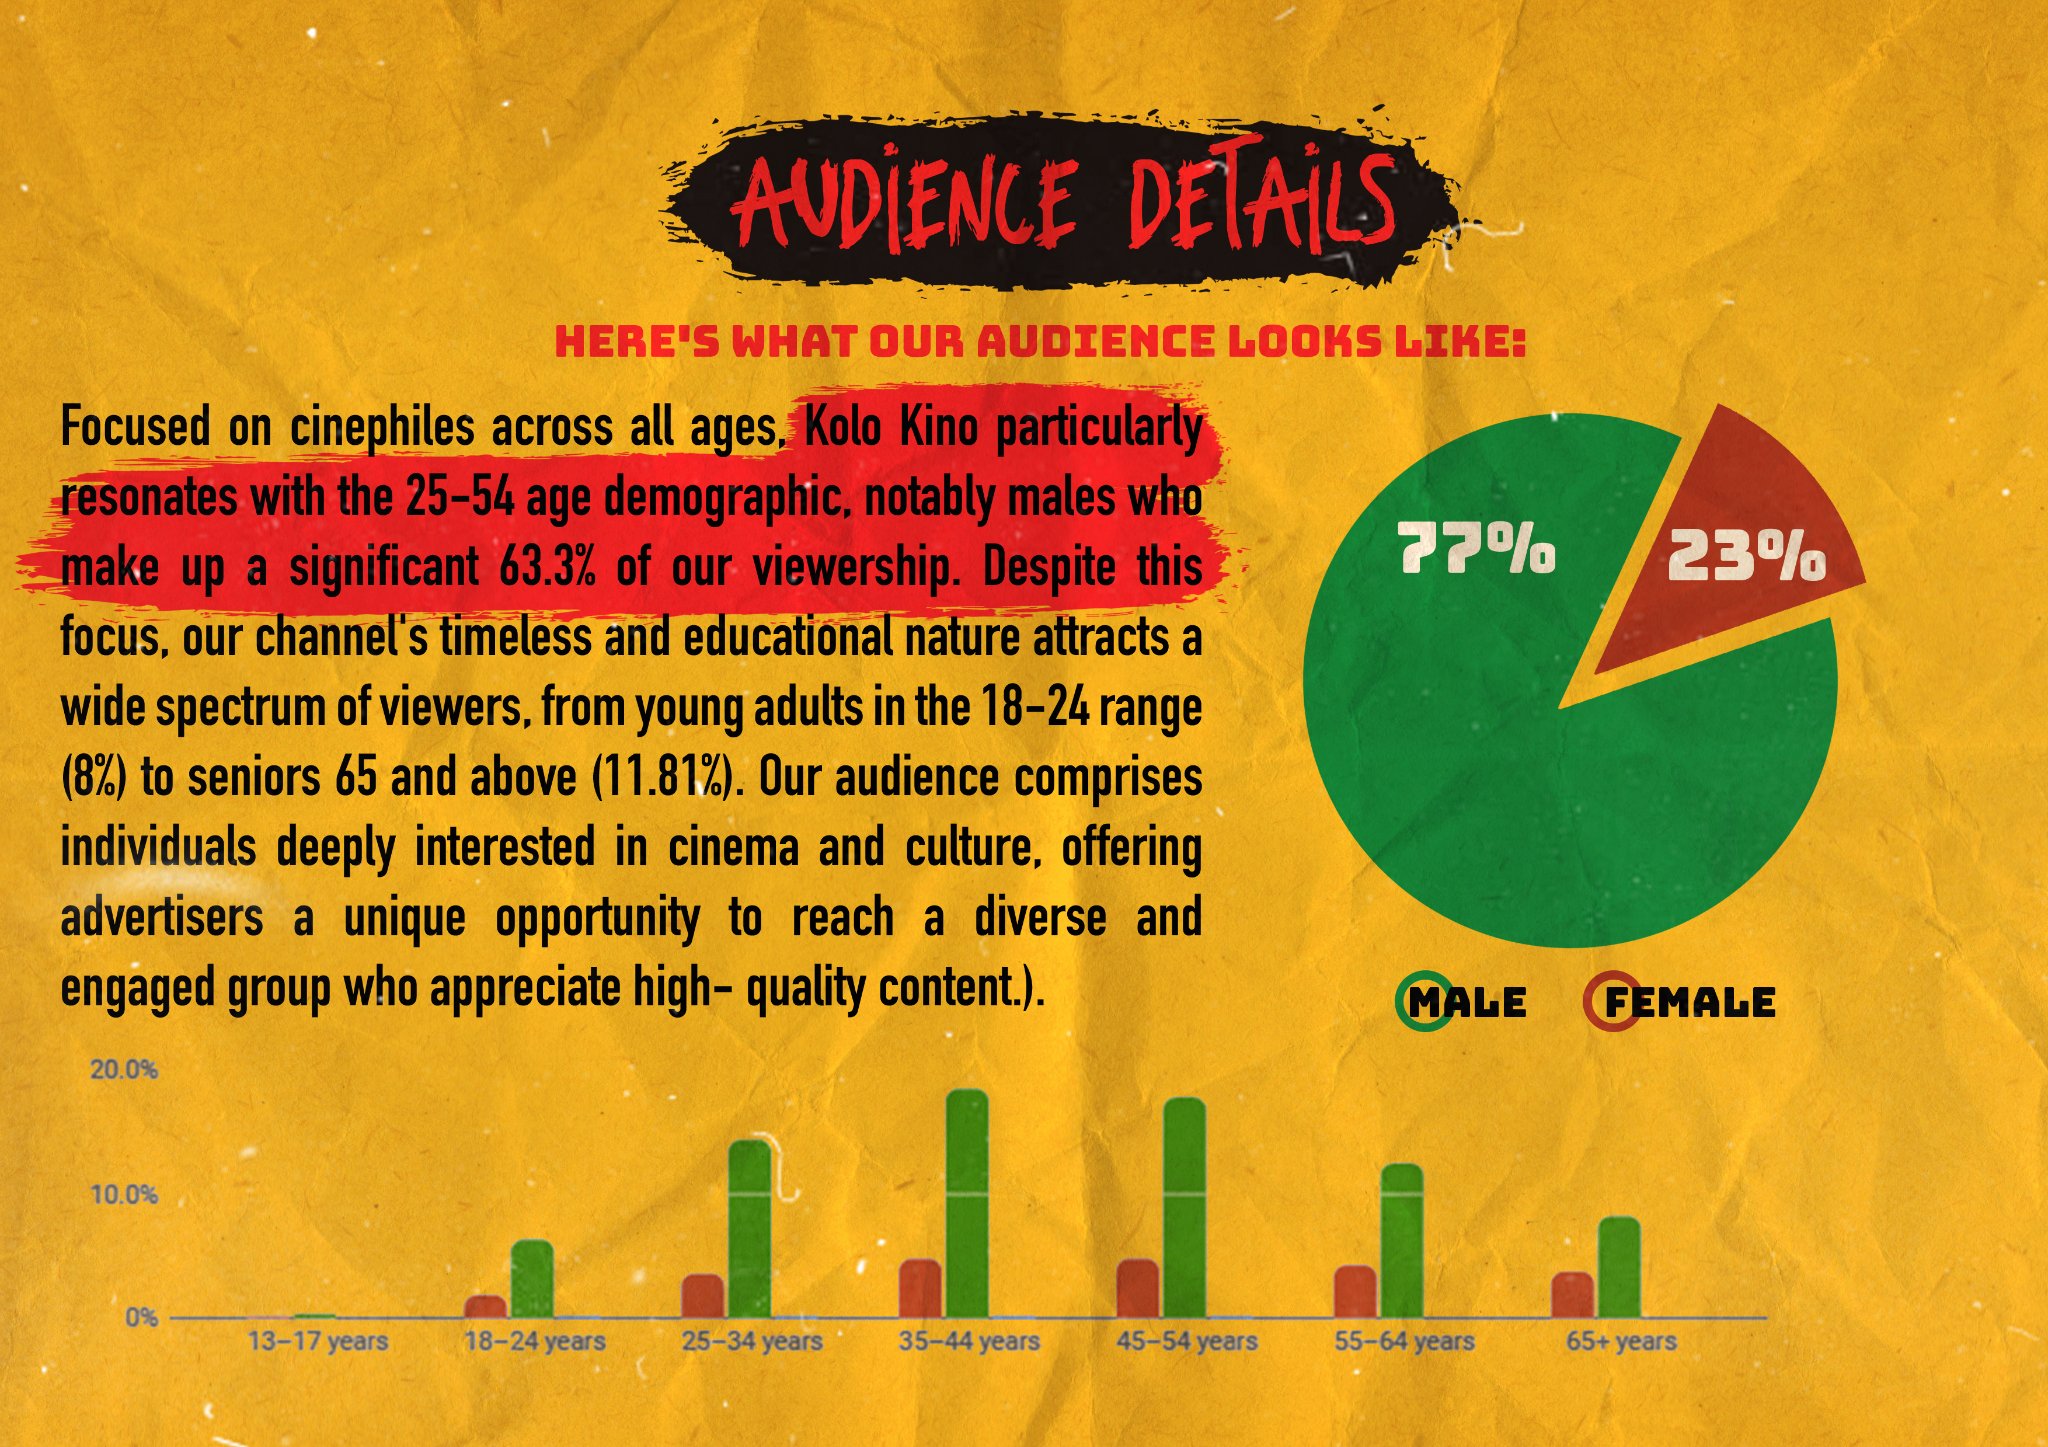 AUDIENCE DETAILS
HERE'S WHAT OUR AUDIENCE LOOKS LIKE:
Focused on cinephiles across all ages, Kolo Kino particularly
resonates with the 25-54 age demographic, notably males who
make up a significant 63.3% of our viewership. Despite this
focus, our channel's timeless and educational nature attracts a
wide spectrum of viewers, from young adults in the 18-24 range
(8%) to seniors 65 and above (11.81%). Our audience comprises
individuals deeply interested in cinema and culture, offering
advertisers a unique opportunity to reach a diverse and
engaged group who appreciate high- quality content.).
77% 23%
MALE FEMALE
20.0%
10.0%
0%
13–17 years 18–24 years 25–34 years 35–44 years 45–54 years 55–64 years 65+ years